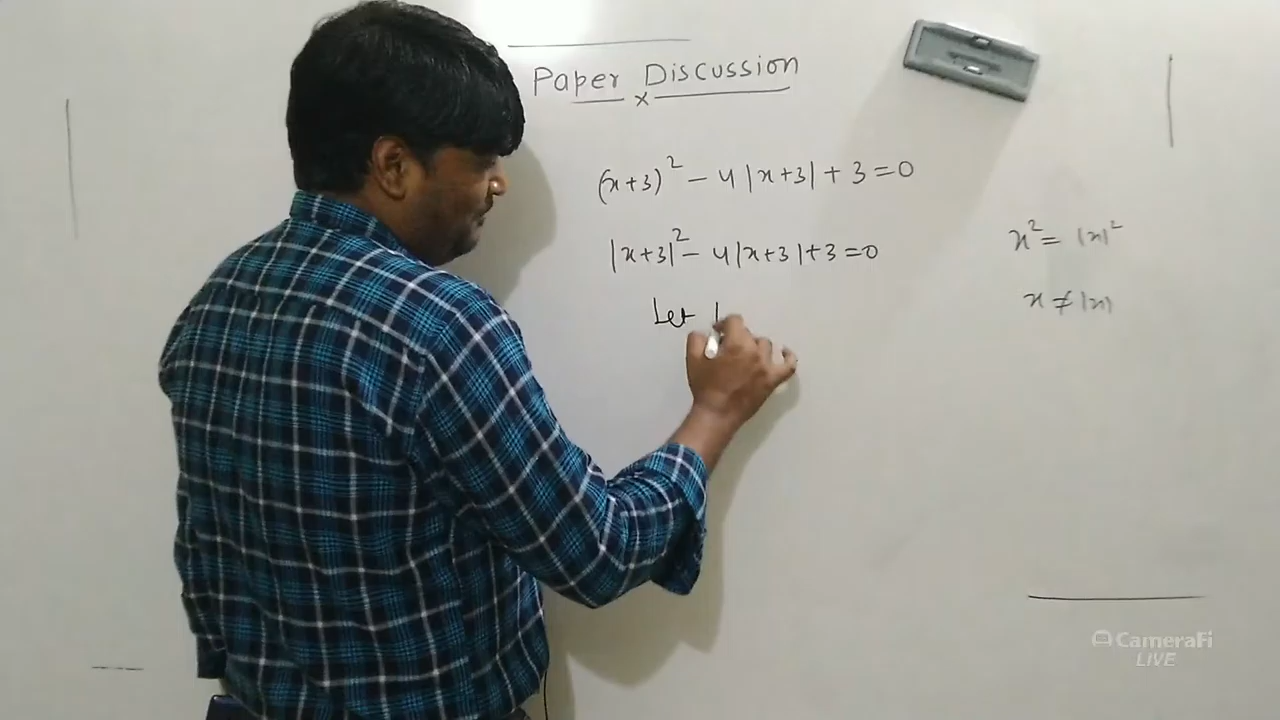 Paper Discussion
x
(x+3)² - 4|x+3| + 3 = 0
|x+3|² - 4|x+3| + 3 = 0
Let |
x² = |x|²
x ≠ |x|
CameraFi
LIVE